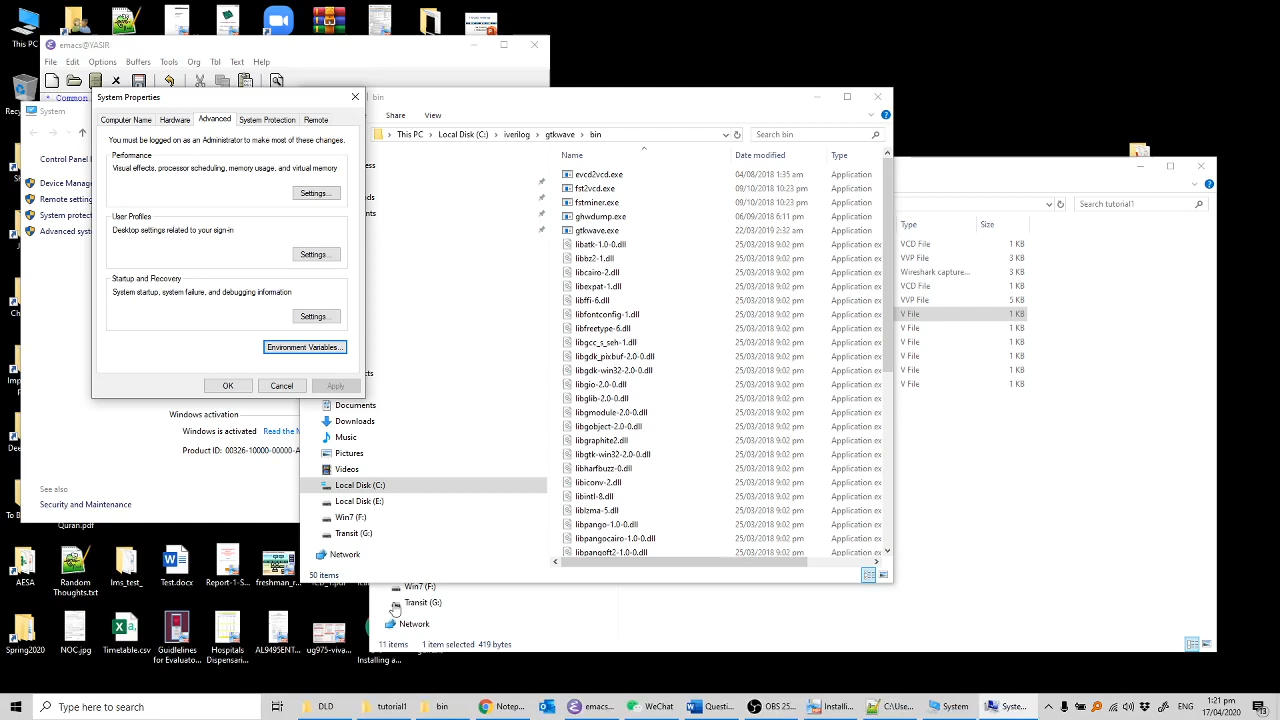 This PC
emacs@YASIR
File Edit Options Buffers Tools Org Tbl Text Help
Common
System Properties
bin
System
Computer Name Hardware Advanced System Protection Remote
Share View
You must be logged on as an Administrator to make most of these changes.
This PC > Local Disk (C:) > iverilog > gtkwave > bin
Search bin
Performance
Visual effects, processor scheduling, memory usage, and virtual memory
Settings...
User Profiles
Desktop settings related to your sign-in
Settings...
Startup and Recovery
System startup, system failure, and debugging information
Settings...
Environment Variables...
OK Cancel Apply
Control Panel
Device Manag
Remote setting
System protect
Advanced syste
Windows activation
Windows is activated Read the M
Product ID: 00326-10000-00000-A
See also
Security and Maintenance
Name Date modified Type
evcd2vcd.exe 04/08/2018 1:35 am Application
fst2vcd.exe 09/10/2018 10:23 pm Application
fstminer.exe 09/10/2018 10:23 pm Application
ghwdump.exe 06/09/2018 6:11 pm Application
gtkwave.exe 22/03/2019 2:32 am Application
libatk-1.0-0.dll 25/03/2018 9:02 pm Application ex
libbz2-1.dll 25/03/2018 9:02 pm Application ex
libcairo-2.dll 25/03/2018 9:02 pm Application ex
libexpat-1.dll 25/03/2018 9:02 pm Application ex
libffi-6.dll 25/03/2018 9:02 pm Application ex
libfontconfig-1.dll 25/03/2018 9:02 pm Application ex
libfreetype-6.dll 25/03/2018 9:02 pm Application ex
libgcc_s_seh-1.dll 25/03/2018 9:02 pm Application ex
libgdk_pixbuf-2.0-0.dll 25/03/2018 9:02 pm Application ex
libgdk-win32-2.0-0.dll 25/03/2018 9:02 pm Application ex
libgio-2.0-0.dll 25/03/2018 9:02 pm Application ex
libglib-2.0-0.dll 25/03/2018 9:02 pm Application ex
libgmodule-2.0-0.dll 25/03/2018 9:02 pm Application ex
libgobject-2.0-0.dll 25/03/2018 9:02 pm Application ex
libgraphite2.dll 25/03/2018 9:02 pm Application ex
libgtk-win32-2.0-0.dll 25/03/2018 9:02 pm Application ex
libharfbuzz-0.dll 25/03/2018 9:02 pm Application ex
libiconv-2.dll 25/03/2018 9:02 pm Application ex
libintl-8.dll 25/03/2018 9:02 pm Application ex
liblzma-5.dll 25/03/2018 9:02 pm Application ex
libpango-1.0-0.dll 25/03/2018 9:02 pm Application ex
libpangocairo-1.0-0.dll 25/03/2018 9:02 pm Application ex
libpangoft2-1.0-0.dll 25/03/2018 9:02 pm Application ex
Documents
Downloads
Music
Pictures
Videos
Local Disk (C:)
Local Disk (E:)
Win7 (F:)
Transit (G:)
Network
50 items
Search tutorial1
Type Size
VCD File 1 KB
VVP File 3 KB
Wireshark capture... 1 KB
VCD File 1 KB
VVP File 5 KB
V File 1 KB
V File 1 KB
V File 1 KB
V File 1 KB
V File 1 KB
V File 1 KB
Win7 (F:)
Transit (G:)
Network
11 items 1 item selected 419 bytes
Quran.pdf
AESA
Random Thoughts.txt
lms_test_
Test.docx
Report-1-S...
freshman_r...
Spring2020
NOC.jpg
Timetable.csv
Guidlefines for Evaluato...
Hospitals Dispensari...
AL9495ENT...
ug975-viva...
Installing a...
Type here to search
DLD tutorial1 bin Notep... emacs... WeChat Questi... OBS 25... Installi... C:\Use... System Syste...
ENG
1:21 pm
17/04/2020